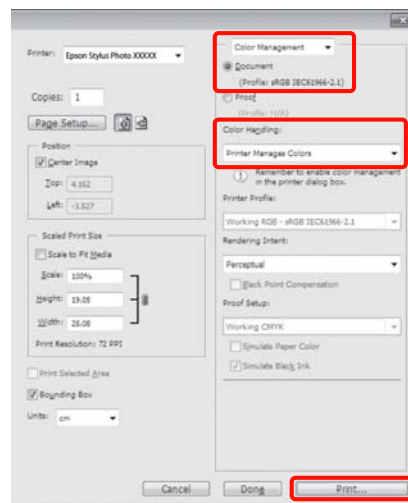 Printer: Epson Stylus Photo XXXXX
Copies: 1
Page Setup...
Position
Center Image
Top: 4.162
Left: -3.527
Scaled Print Size
Scale to Fit Media
Scale: 100%
Height: 19.05
Width: 28.08
Print Resolution: 72 PPI
Print Selected Area
Bounding Box
Units: cm
Color Management
Document
(Profile: sRGB IEC61966-2.1)
Proof
(Profile: N/A)
Color Handling:
Printer Manages Colors
Remember to enable color management
in the printer dialog box.
Printer Profile:
Working RGB - sRGB IEC61966-2.1
Rendering Intent:
Perceptual
Black Point Compensation
Proof Setup:
Working CMYK
Simulate Paper Color
Simulate Black Ink
Cancel
Done
Print...